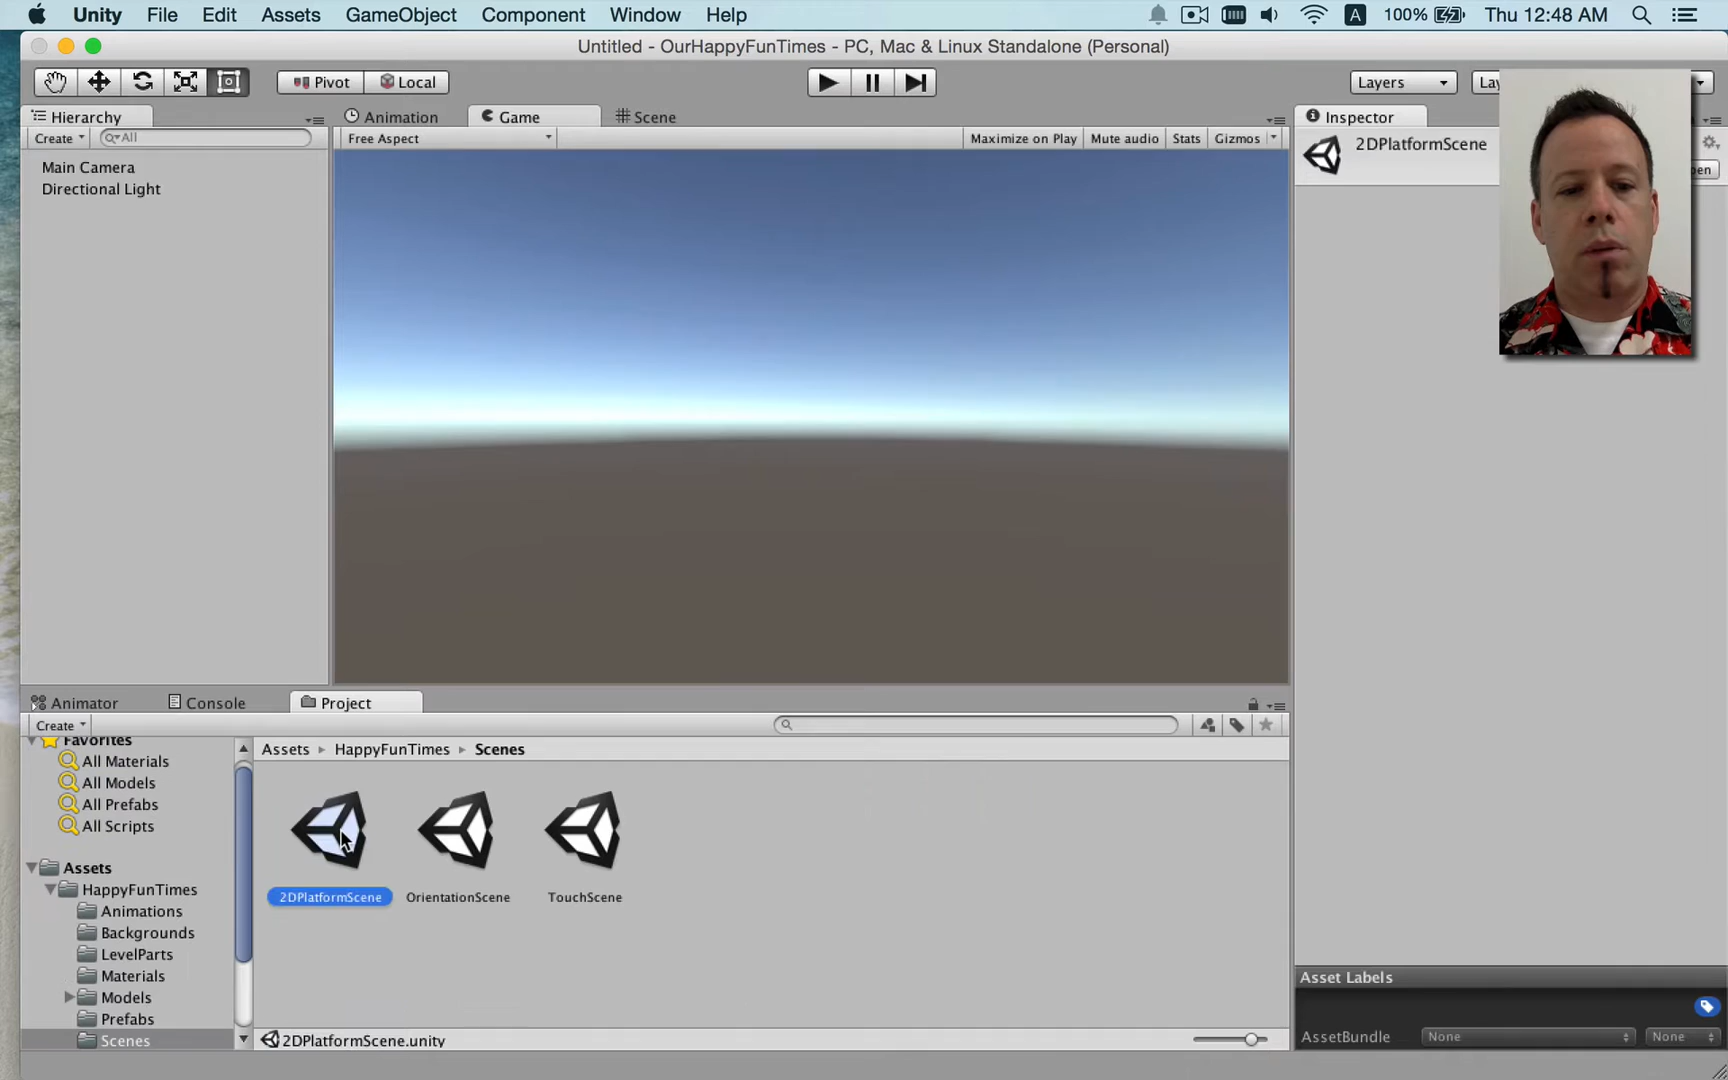 Unity File Edit Assets GameObject Component Window Help A 100% Thu 12:48 AM
Untitled - OurHappyFunTimes - PC, Mac & Linux Standalone (Personal)
Pivot Local Layers
Hierarchy Animation Game Scene Inspector
Create All Free Aspect Maximize on Play Mute audio Stats Gizmos 2DPlatformScene
Main Camera
Directional Light
Animator Console Project
Create
Favorites Assets HappyFunTimes Scenes
All Materials
All Models
All Prefabs
All Scripts
Assets
HappyFunTimes 2DPlatformScene OrientationScene TouchScene
Animations
Backgrounds
LevelParts
Materials
Models
Prefabs
Scenes 2DPlatformScene.unity
Asset Labels
AssetBundle None None